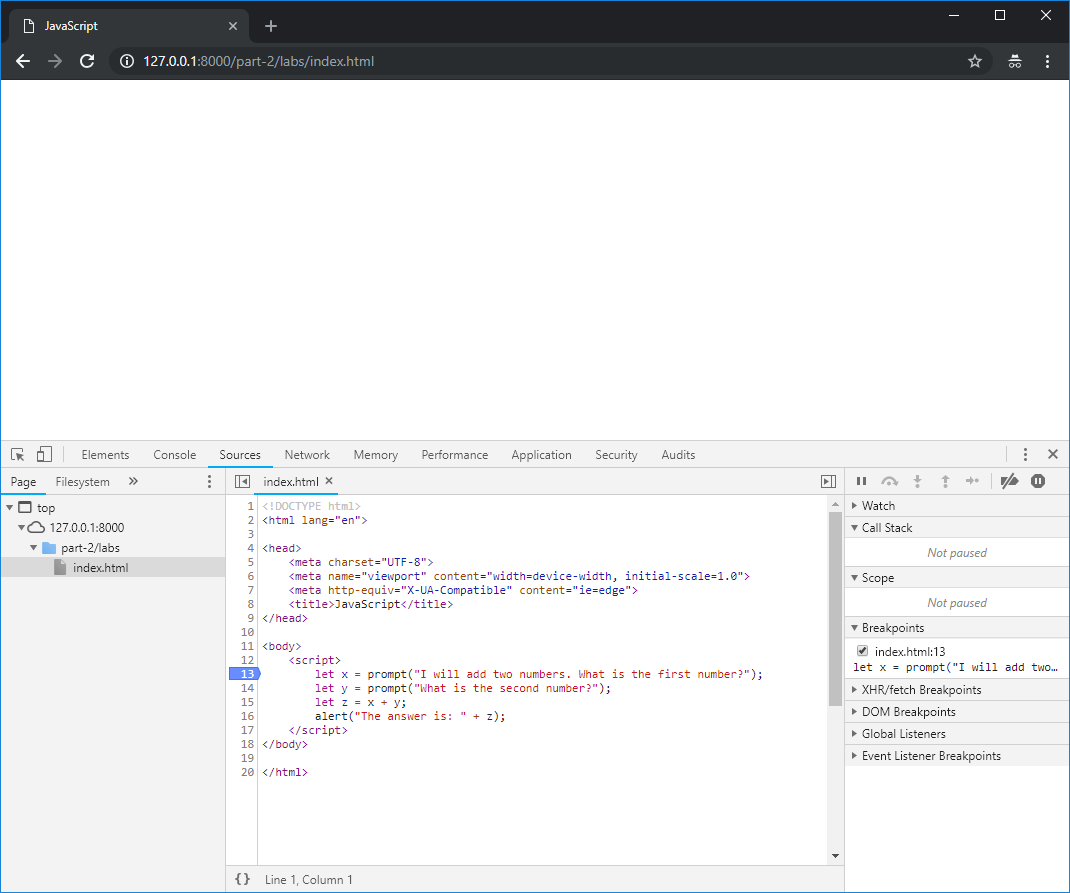 JavaScript
127.0.0.1:8000/part-2/labs/index.html
Elements Console Sources Network Memory Performance Application Security Audits
Page Filesystem »
index.html
top
127.0.0.1:8000
part-2/labs
index.html
1 <!DOCTYPE html>
2 <html lang="en">
3
4 <head>
5     <meta charset="UTF-8">
6     <meta name="viewport" content="width=device-width, initial-scale=1.0">
7     <meta http-equiv="X-UA-Compatible" content="ie=edge">
8     <title>JavaScript</title>
9 </head>
10
11 <body>
12     <script>
13         let x = prompt("I will add two numbers. What is the first number?");
14         let y = prompt("What is the second number?");
15         let z = x + y;
16         alert("The answer is: " + z);
17     </script>
18 </body>
19
20 </html>
{} Line 1, Column 1
Watch
Call Stack
Not paused
Scope
Not paused
Breakpoints
index.html:13
let x = prompt("I will add two…
XHR/fetch Breakpoints
DOM Breakpoints
Global Listeners
Event Listener Breakpoints